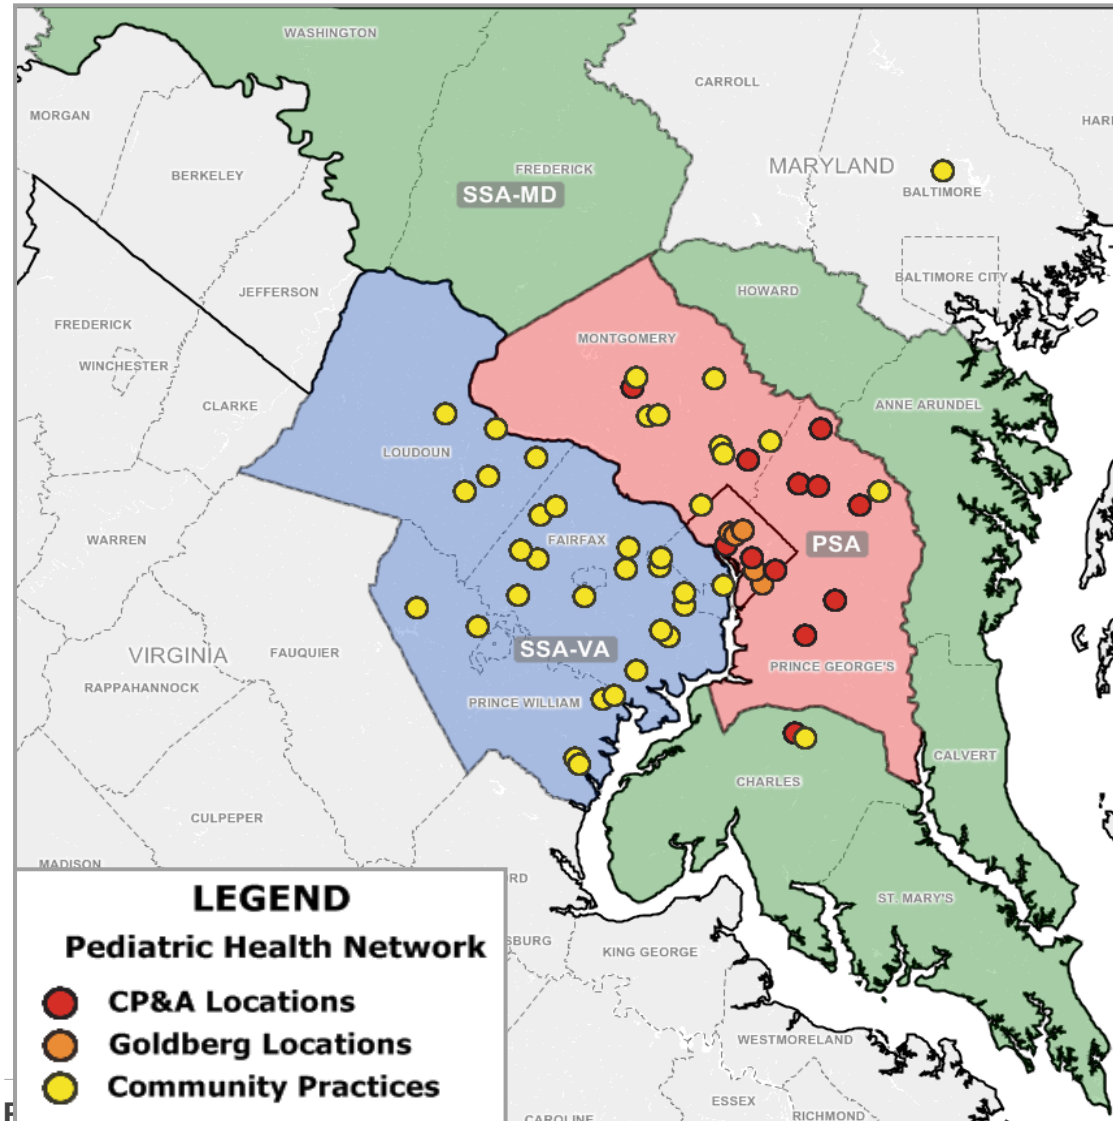 WASHINGTON
CARROLL
MORGAN
MARYLAND
BERKELEY
FREDERICK
SSA-MD
BALTIMORE
JEFFERSON
HOWARD
BALTIMORE CITY
FREDERICK
MONTGOMERY
WINCHESTER
CLARKE
ANNE ARUNDEL
LOUDOUN
WARREN
FAIRFAX
PSA
VIRGINIA
FAUQUIER
SSA-VA
PRINCE GEORGE'S
RAPPAHANNOCK
PRINCE WILLIAM
CALVERT
CHARLES
CULPEPER
MADISON
ST. MARY'S
KING GEORGE
WESTMORELAND
ESSEX
RICHMOND
CAROLINE
LEGEND
Pediatric Health Network
CP&A Locations
Goldberg Locations
Community Practices